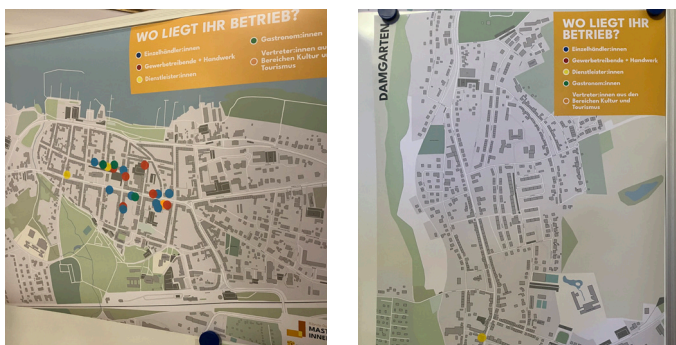 WO LIEGT IHR BETRIEB?
Einzelhändler:innen
Gewerbetreibende + Handwerk
Dienstleister:innen
Gastronom:innen
Vertreter:innen aus
Bereichen Kultur u
Tourismus
MAST
INNE
DAMGARTEN
WO LIEGT IHR
BETRIEB?
Einzelhändler:innen
Gewerbetreibende + Handwerk
Dienstleister:innen
Gastronom:innen
Vertreter:innen aus den
Bereichen Kultur und
Tourismus